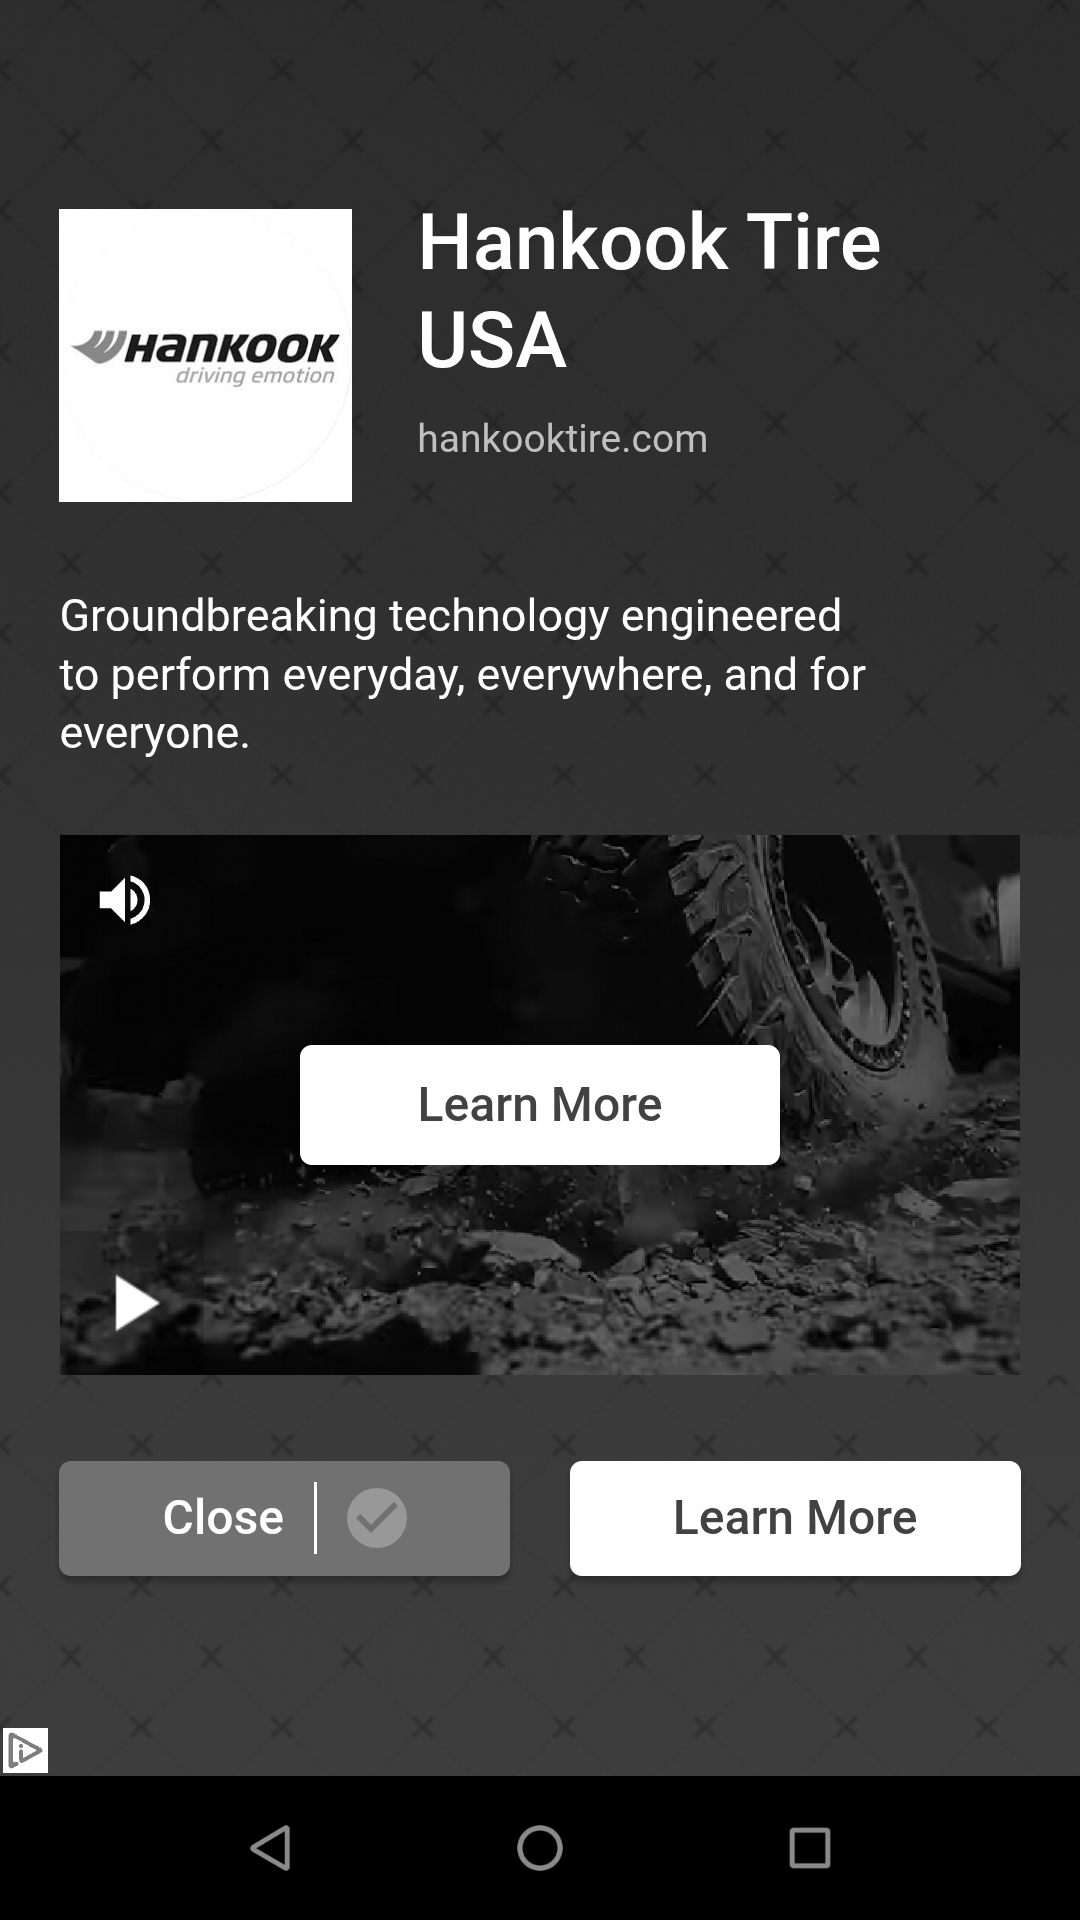 Hankook Tire
USA
HANKOOK
driving emotion
hankooktire.com
Groundbreaking technology engineered
to perform everyday, everywhere, and for
everyone.
Learn More
Close
Learn More